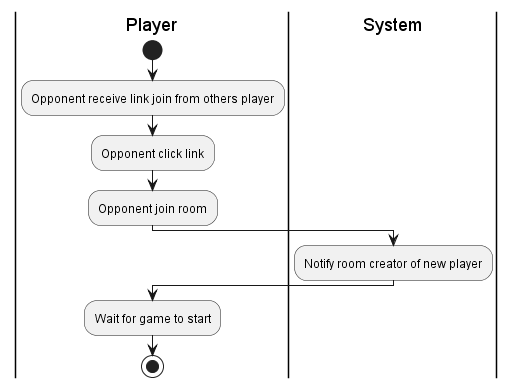 Player
System
Opponent receive link join from others player
Opponent click link
Opponent join room
Notify room creator of new player
Wait for game to start